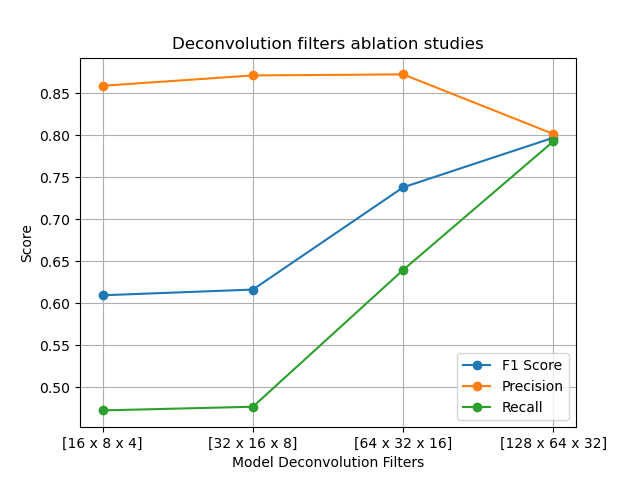 Deconvolution filters ablation studies
Score
0.85
0.80
0.75
0.70
0.65
0.60
0.55
0.50
F1 Score
Precision
Recall
[16 x 8 x 4] [32 x 16 x 8] [64 x 32 x 16] [128 x 64 x 32]
Model Deconvolution Filters